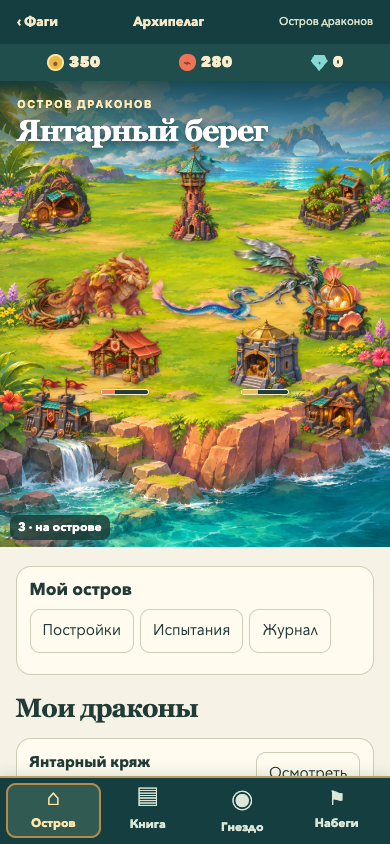 ‹ Фаги
Архипелаг
Остров драконов
350
280
0
ОСТРОВ ДРАКОНОВ
Янтарный берег
3 · на острове
Мой остров
Постройки
Испытания
Журнал
Мои драконы
Янтарный кряж
Осмотреть
Остров
Книга
Гнездо
Набеги